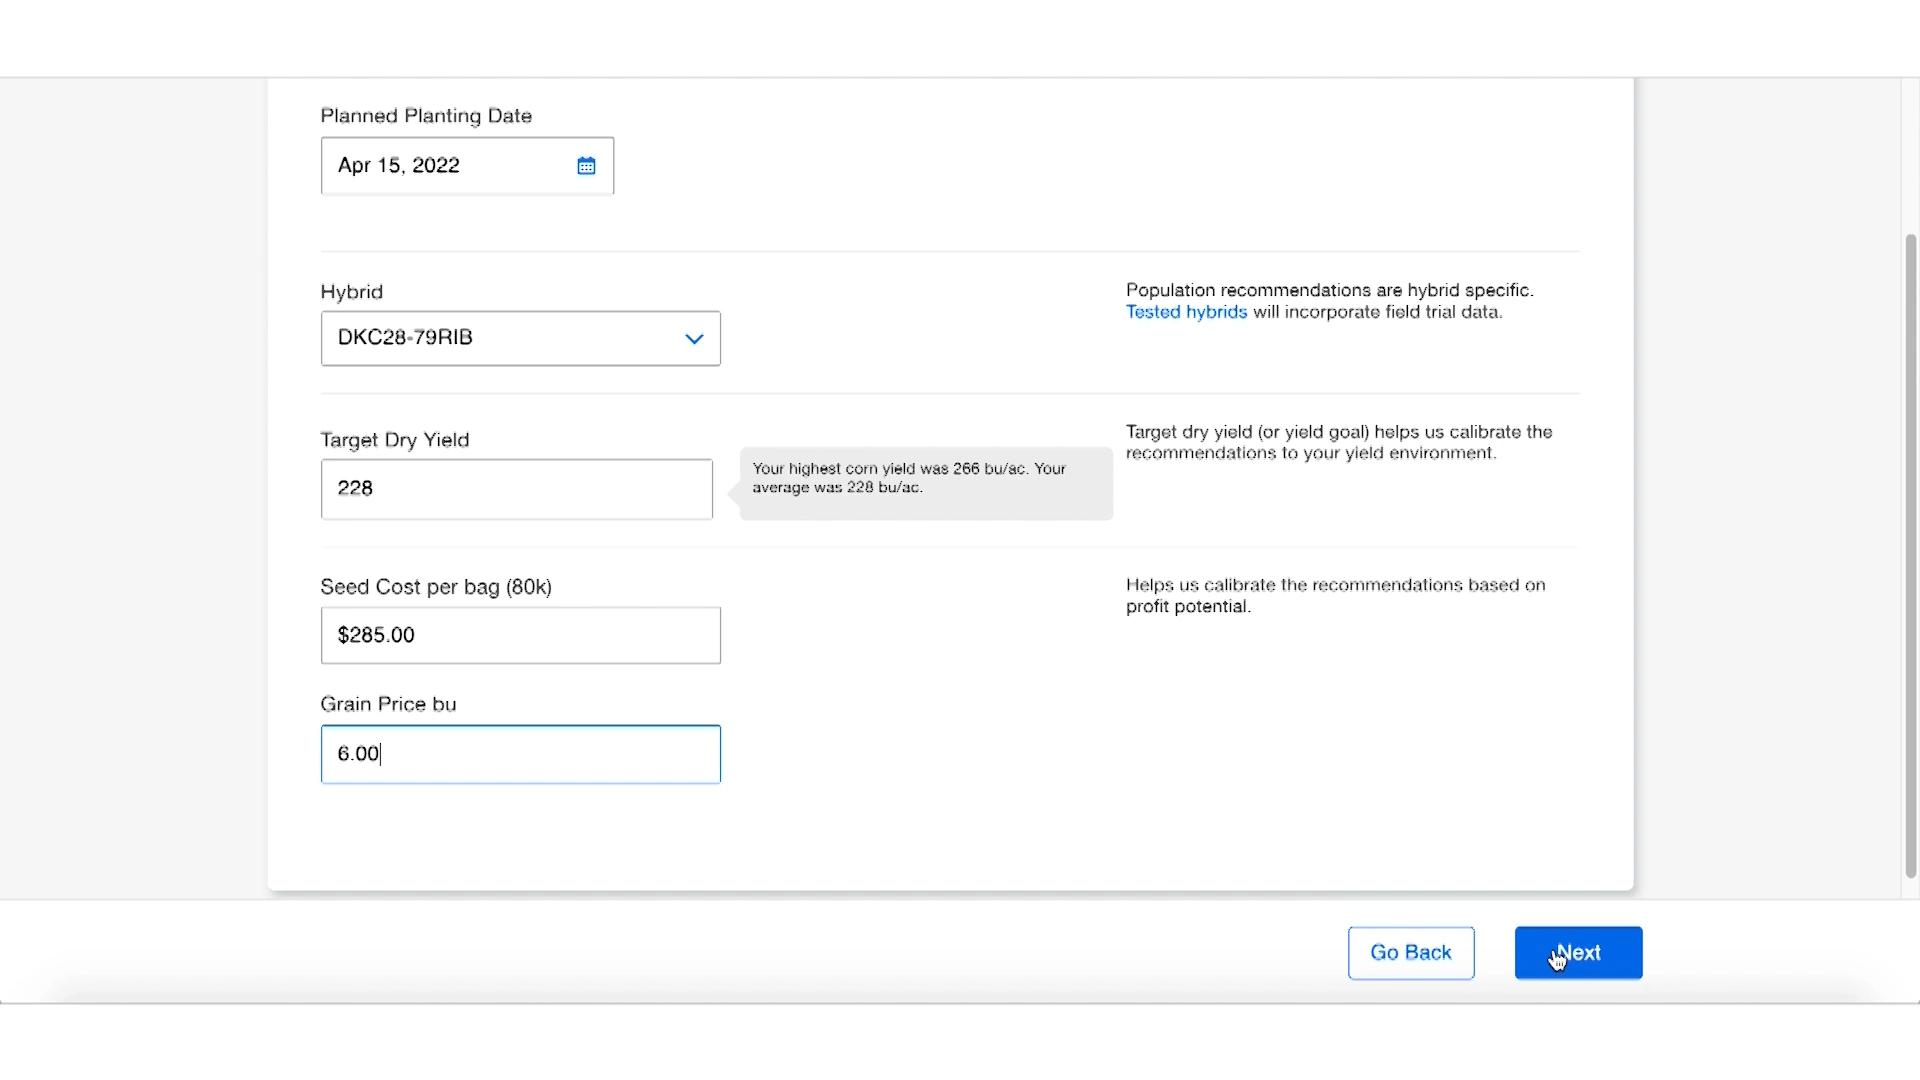 Planned Planting Date
Apr 15, 2022
Hybrid
DKC28-79RIB
Population recommendations are hybrid specific.
Tested hybrids will incorporate field trial data.
Target Dry Yield
228
Your highest corn yield was 266 bu/ac. Your
average was 228 bu/ac.
Target dry yield (or yield goal) helps us calibrate the
recommendations to your yield environment.
Seed Cost per bag (80k)
$285.00
Helps us calibrate the recommendations based on
profit potential.
Grain Price bu
6.00
Go Back
Next